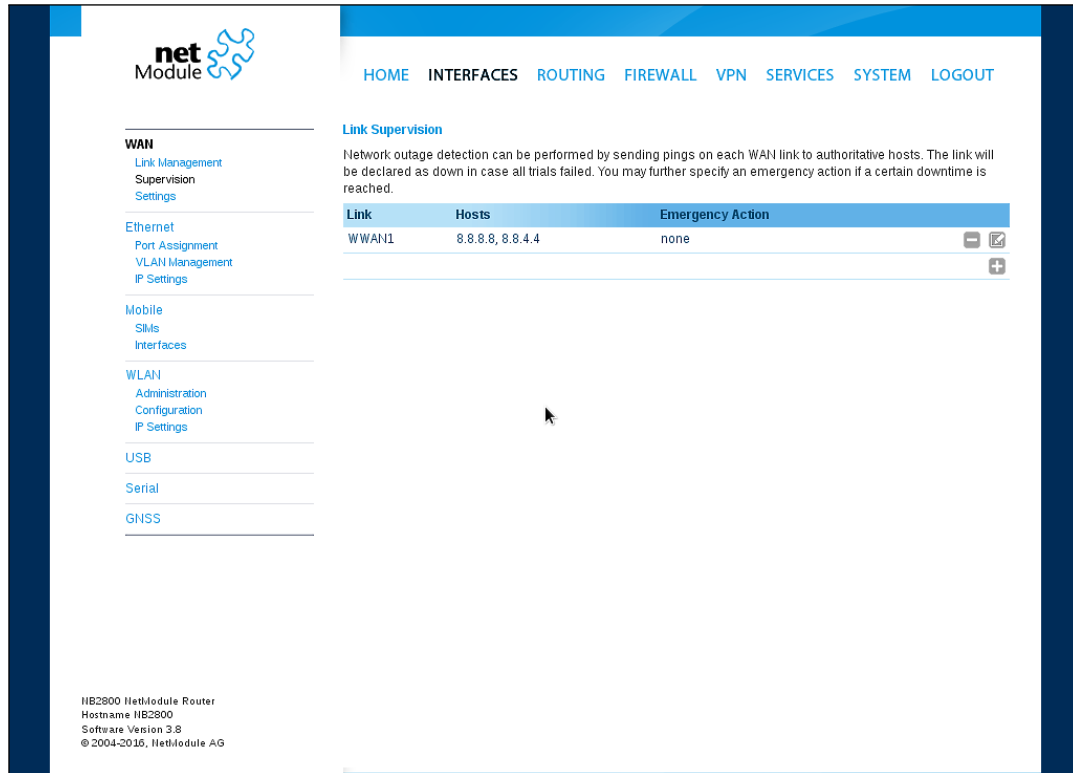 net
Module
HOME INTERFACES ROUTING FIREWALL VPN SERVICES SYSTEM LOGOUT
WAN
Link Management
Supervision
Settings
Ethernet
Port Assignment
VLAN Management
IP Settings
Mobile
SIMs
Interfaces
WLAN
Administration
Configuration
IP Settings
USB
Serial
GNSS
Link Supervision
Network outage detection can be performed by sending pings on each WAN link to authoritative hosts. The link will
be declared as down in case all trials failed. You may further specify an emergency action if a certain downtime is
reached.
Link Hosts Emergency Action
WWAN1 8.8.8.8, 8.8.4.4 none
NB2800 NetModule Router
Hostname NB2800
Software Version 3.8
© 2004-2016, NetModule AG